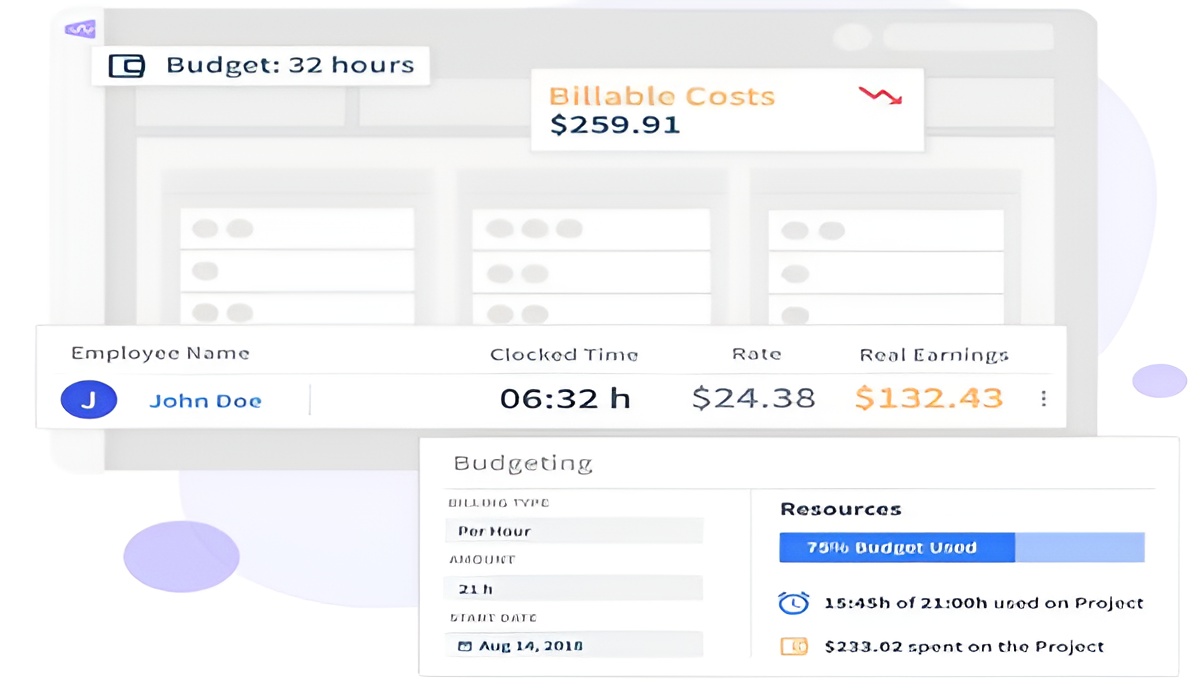 Budget: 32 hours
Billable Costs
$259.91
Employee Name Clocked Time Rate Real Earnings
J John Doe 06:32 h $24.38 $132.43
Budgeting
BILLING TYPE
Per Hour
AMOUNT
21 h
START DATE
Aug 14, 2018
Resources
75% Budget Used
15:45h of 21:00h used on Project
$233.02 spent on the Project